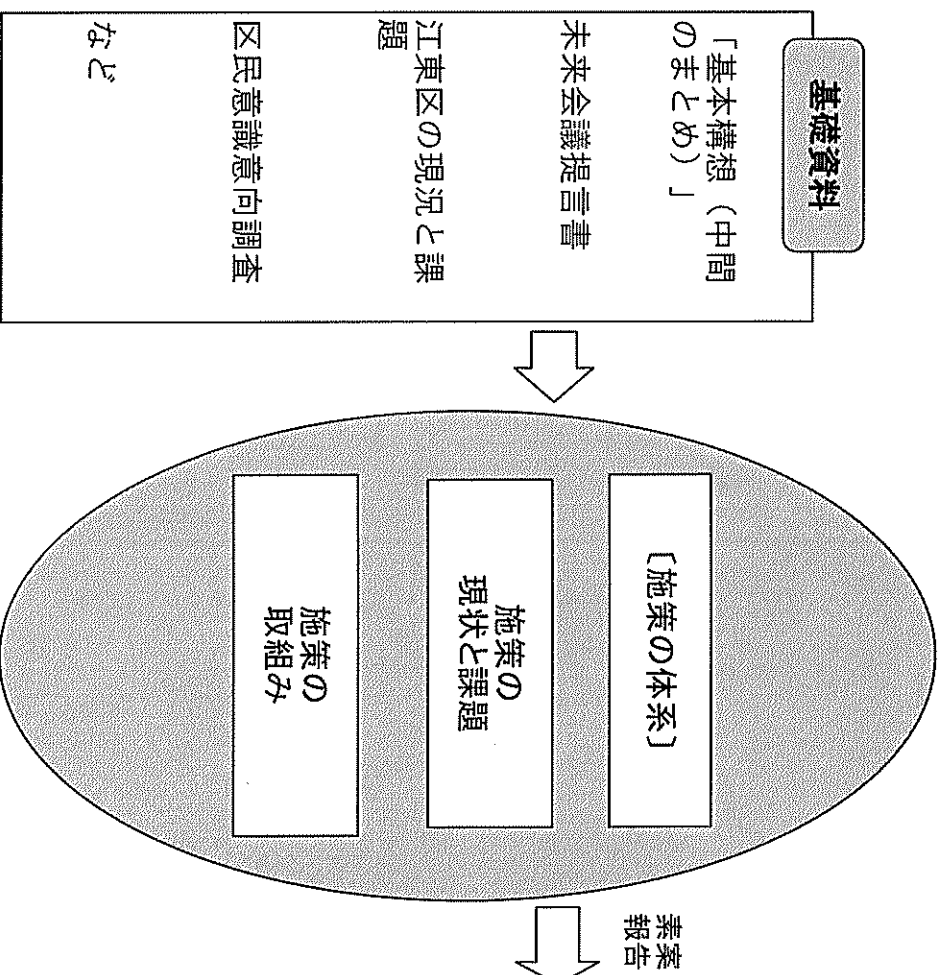 基礎資料
「基本構想（中間
のまとめ）」
未来会議提言書
江東区の現況と課
題
区民意識意向調査
など
〔施策の体系〕
施策の
現状と課題
施策の
取組み
素案
報告